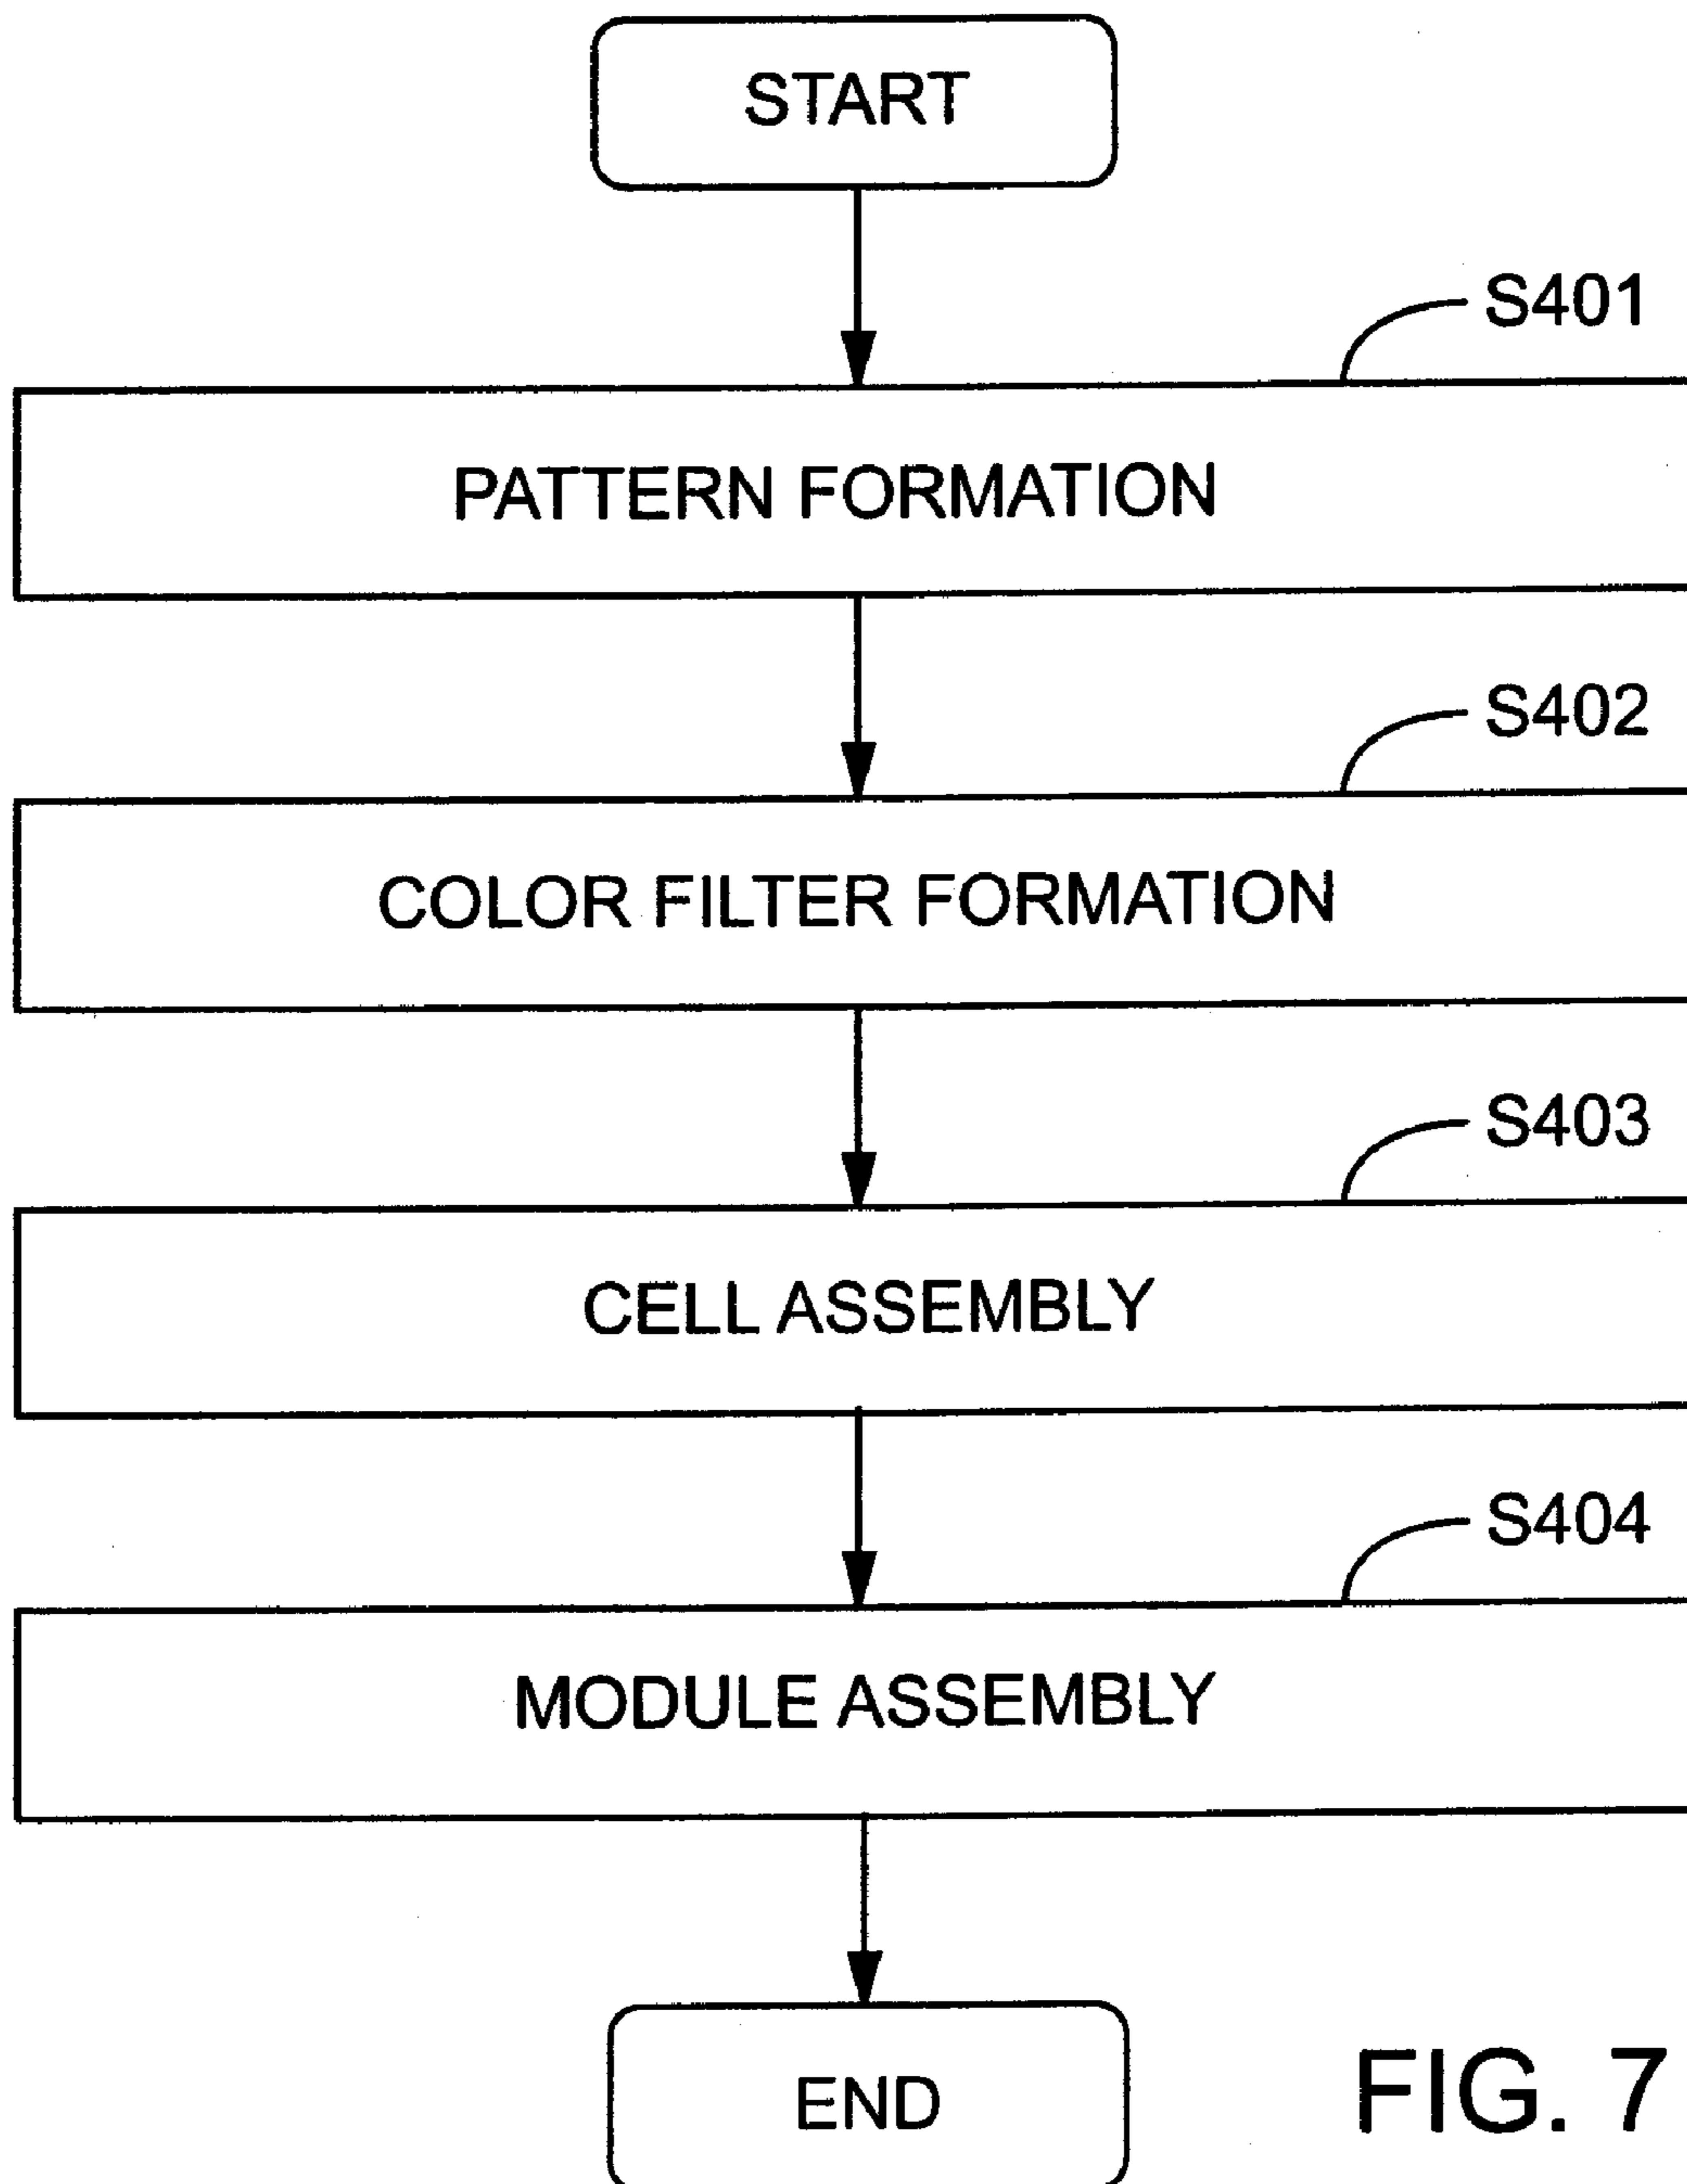 START
S401
PATTERN FORMATION
S402
COLOR FILTER FORMATION
S403
CELL ASSEMBLY
S404
MODULE ASSEMBLY
END
FIG. 7